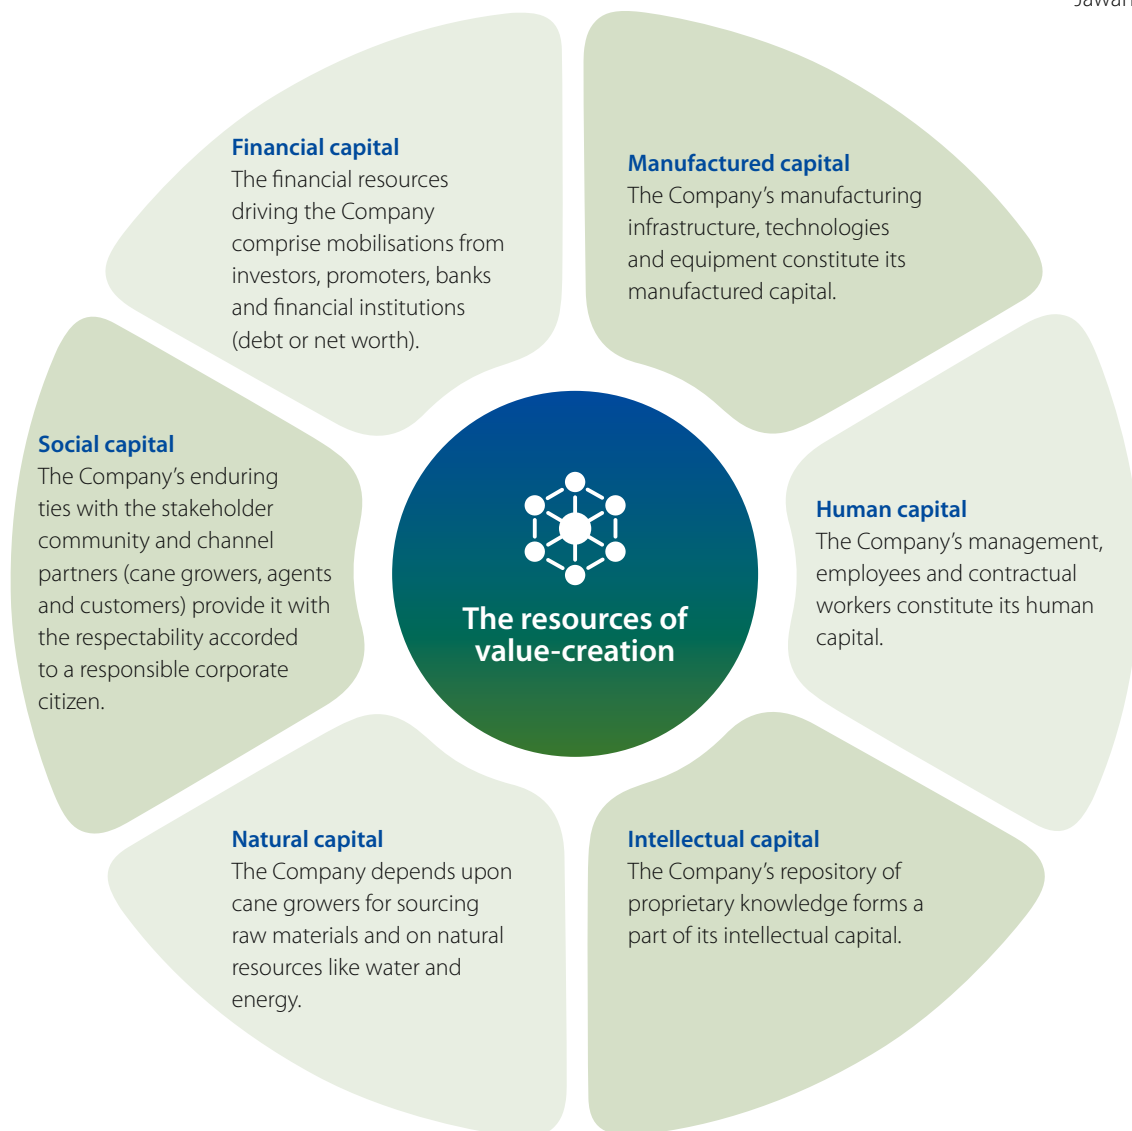 Financial capital
The financial resources
driving the Company
comprise mobilisations from
investors, promoters, banks
and financial institutions
(debt or net worth).
Manufactured capital
The Company’s manufacturing
infrastructure, technologies
and equipment constitute its
manufactured capital.
Social capital
The Company’s enduring
ties with the stakeholder
community and channel
partners (cane growers, agents
and customers) provide it with
the respectability accorded
to a responsible corporate
citizen.
The resources of
value-creation
Human capital
The Company’s management,
employees and contractual
workers constitute its human
capital.
Natural capital
The Company depends upon
cane growers for sourcing
raw materials and on natural
resources like water and
energy.
Intellectual capital
The Company’s repository of
proprietary knowledge forms a
part of its intellectual capital.